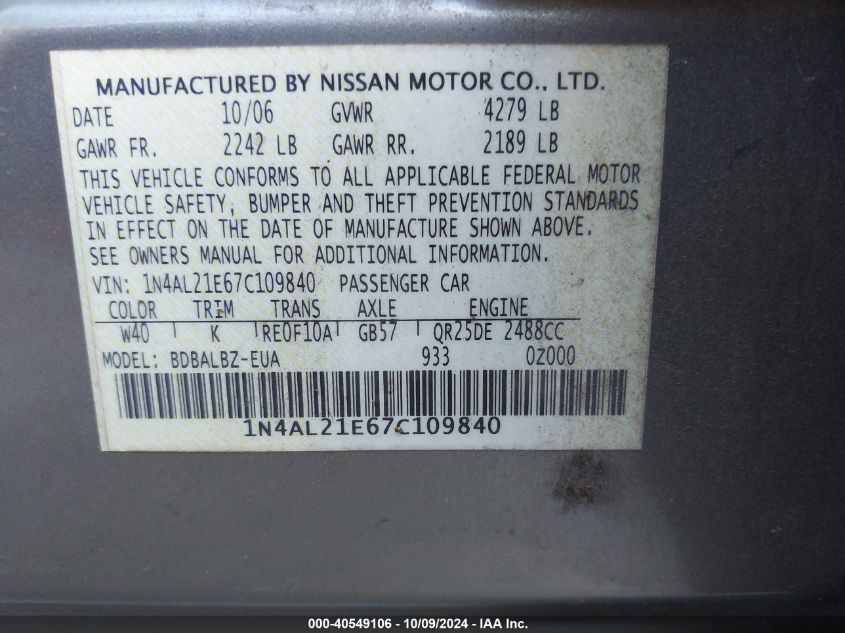 MANUFACTURED BY NISSAN MOTOR CO., LTD.
DATE 10/06 GVWR 4279 LB
GAWR FR. 2242 LB GAWR RR. 2189 LB
THIS VEHICLE CONFORMS TO ALL APPLICABLE FEDERAL MOTOR
VEHICLE SAFETY, BUMPER AND THEFT PREVENTION STANDARDS
IN EFFECT ON THE DATE OF MANUFACTURE SHOWN ABOVE.
SEE OWNERS MANUAL FOR ADDITIONAL INFORMATION.
VIN: 1N4AL21E67C109840 PASSENGER CAR
COLOR TRIM TRANS AXLE ENGINE
W40 K RE0F10A GB57 QR25DE 2488CC
MODEL: BDBALBZ-EUA 933 0Z000
1N4AL21E67C109840
000-40549106 - 10/09/2024 - IAA Inc.